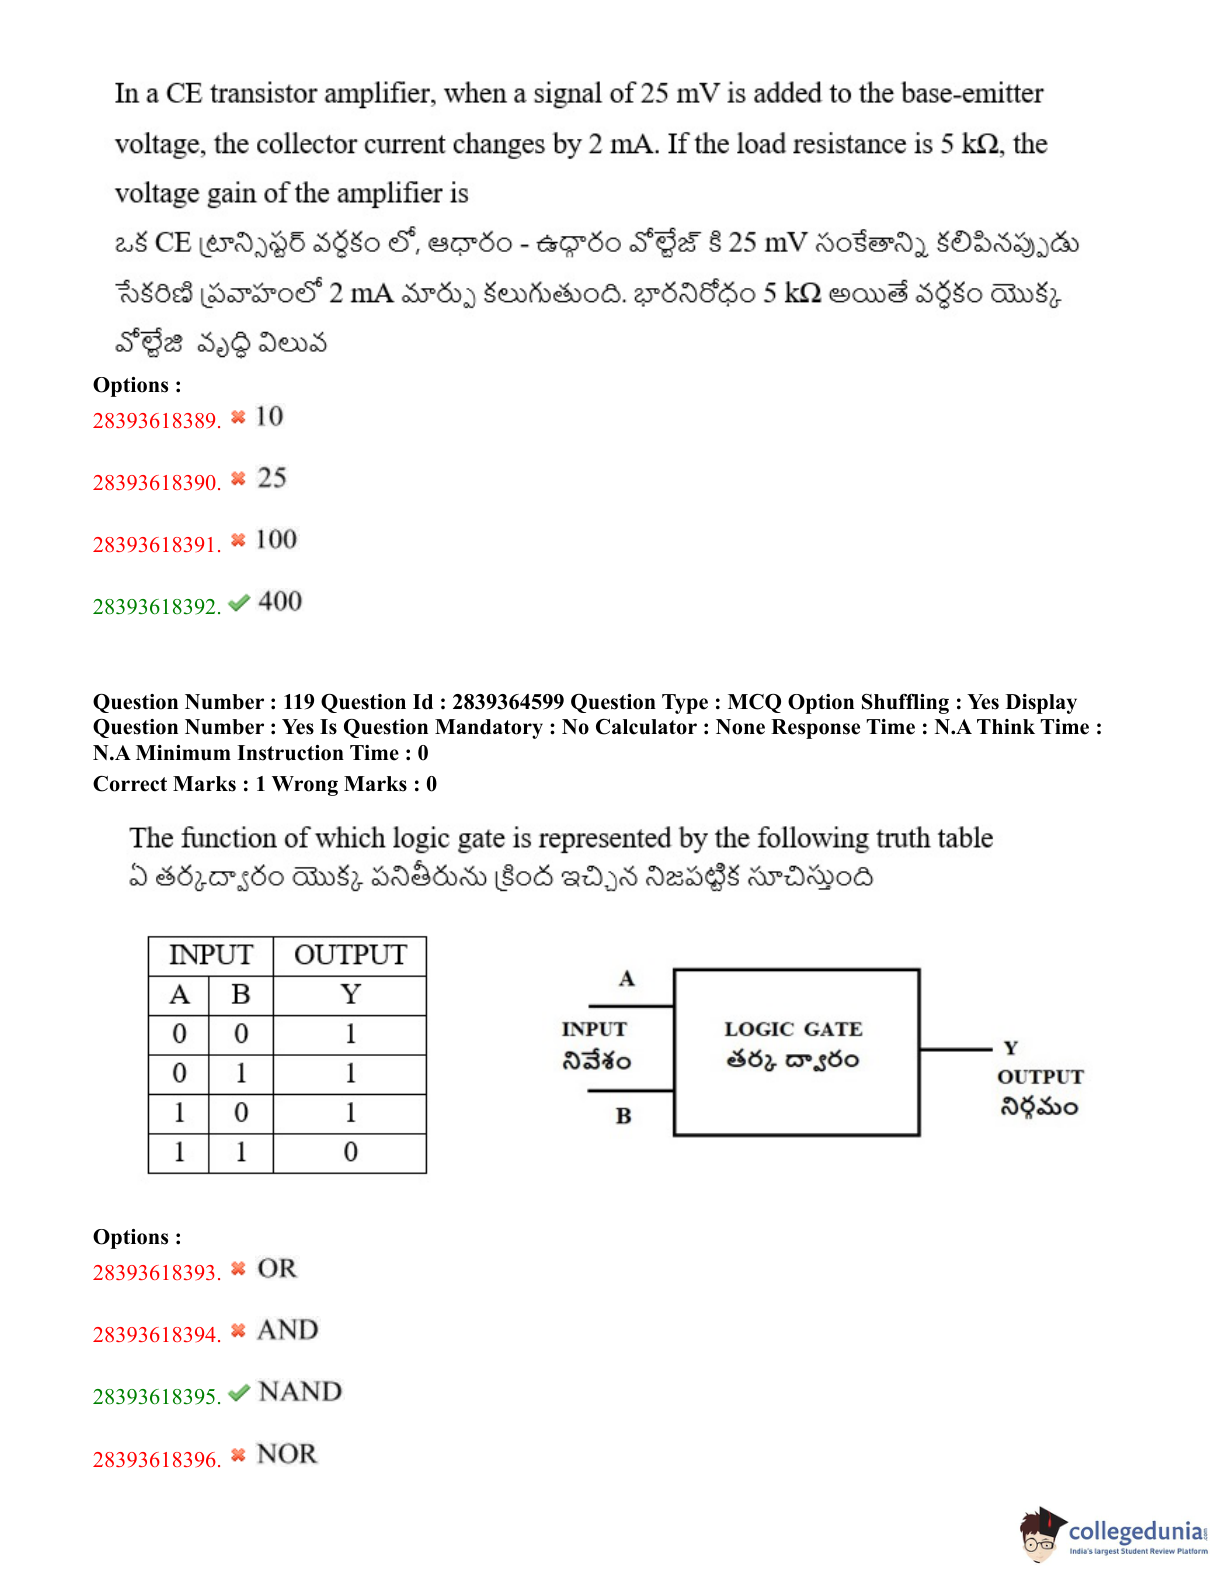 In a CE transistor amplifier, when a signal of 25 mV is added to the base-emitter
voltage, the collector current changes by 2 mA. If the load resistance is 5 kΩ, the
voltage gain of the amplifier is
ఒక CE ట్రాన్సిస్టర్ వర్ధకం లో, ఆధారం - ఉద్గారం వోల్టేజ్ కి 25 mV సంకేతాన్ని కలిపినప్పుడు
సేకరిణి ప్రవాహంలో 2 mA మార్పు కలుగుతుంది. భారనిరోధం 5 kΩ అయితే వర్ధకం యొక్క
వోల్టేజి వృద్ధి విలువ
Options :
28393618389. 10
28393618390. 25
28393618391. 100
28393618392. 400
Question Number : 119 Question Id : 2839364599 Question Type : MCQ Option Shuffling : Yes Display
Question Number : Yes Is Question Mandatory : No Calculator : None Response Time : N.A Think Time :
N.A Minimum Instruction Time : 0
Correct Marks : 1 Wrong Marks : 0
The function of which logic gate is represented by the following truth table
ఏ తర్కద్వారం యొక్క పనితీరును క్రింద ఇచ్చిన నిజపట్టిక సూచిస్తుంది
INPUT OUTPUT
A B Y
0 0 1
0 1 1
1 0 1
1 1 0
A
INPUT
నివేశం
B
LOGIC GATE
తర్క ద్వారం
Y
OUTPUT
నిర్గమం
Options :
28393618393. OR
28393618394. AND
28393618395. NAND
28393618396. NOR
collegedunia
India's largest Student Review Platform